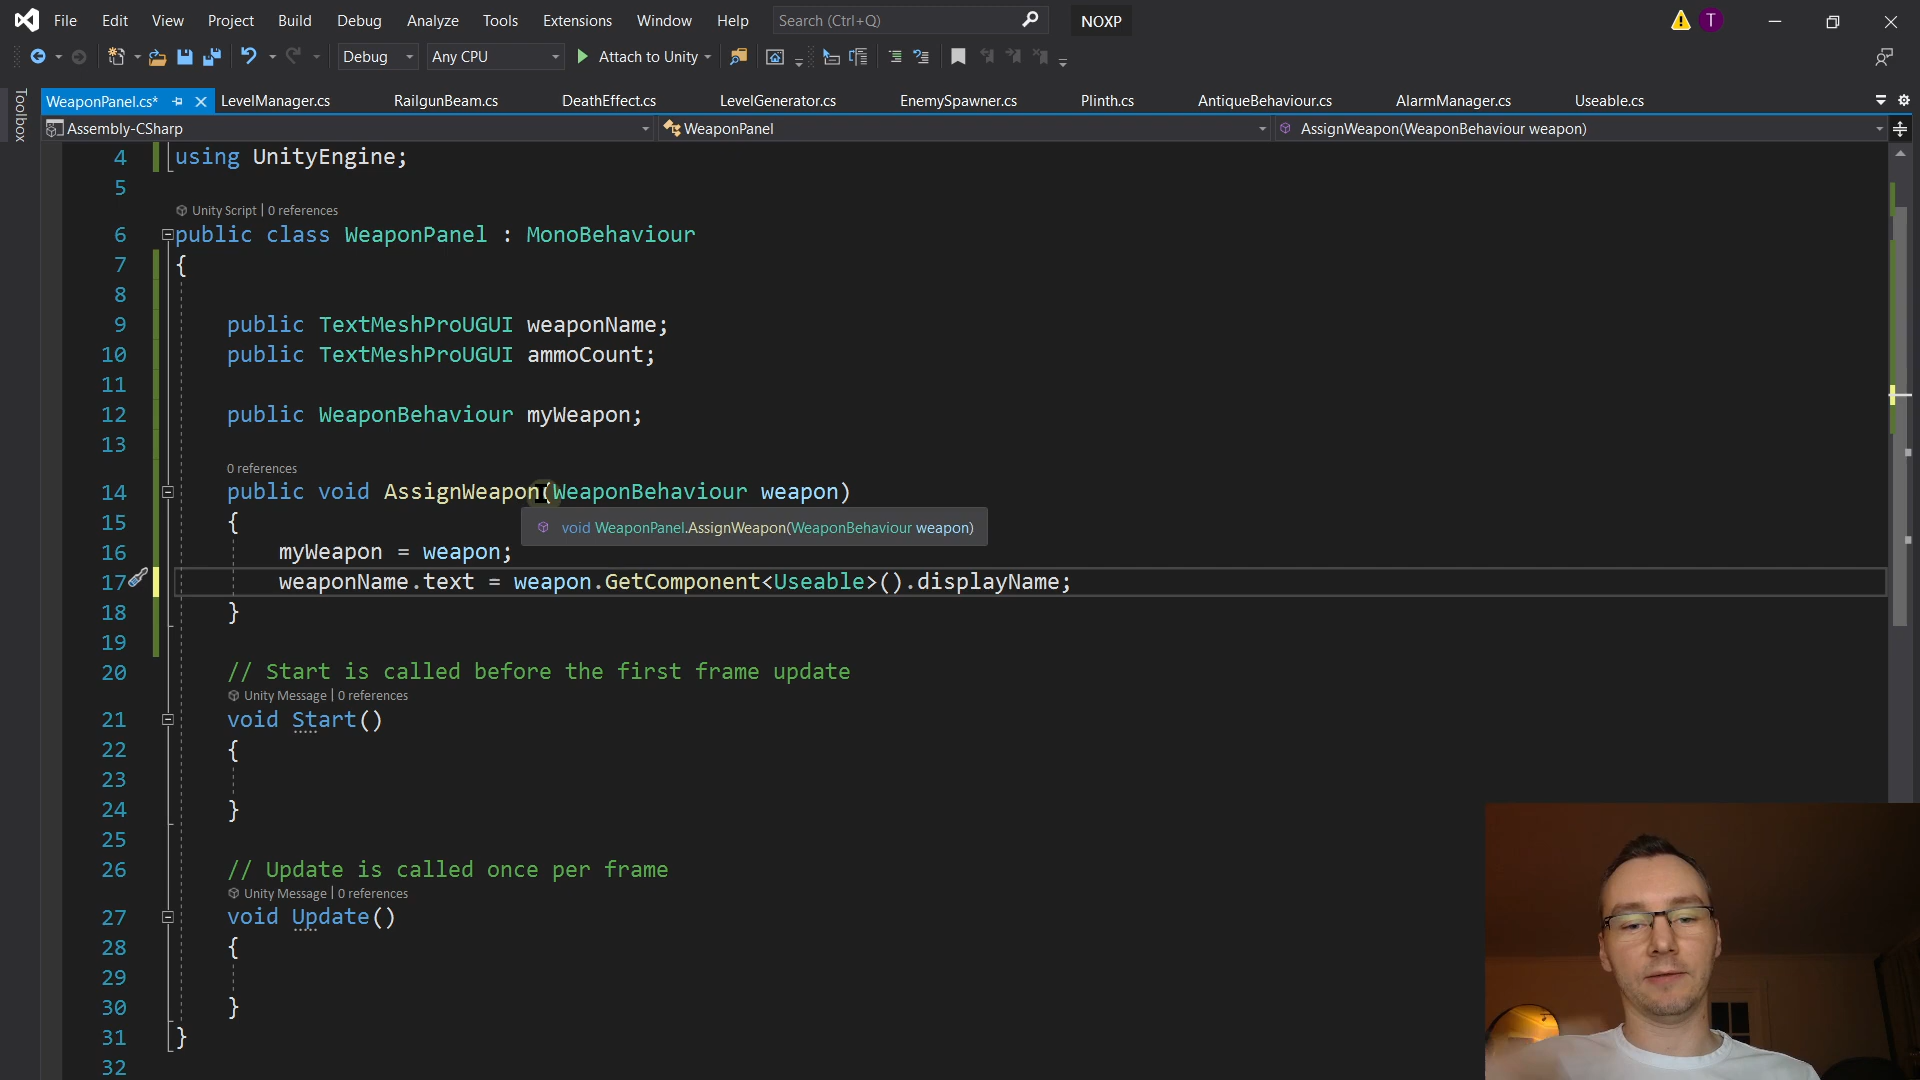 File Edit View Project Build Debug Analyze Tools Extensions Window Help Search (Ctrl+Q) NOXP T
Debug Any CPU Attach to Unity
Toolbox
WeaponPanel.cs* LevelManager.cs RailgunBeam.cs DeathEffect.cs LevelGenerator.cs EnemySpawner.cs Plinth.cs AntiqueBehaviour.cs AlarmManager.cs Useable.cs
Assembly-CSharp WeaponPanel AssignWeapon(WeaponBehaviour weapon)
4 using UnityEngine;
5
Unity Script | 0 references
6 public class WeaponPanel : MonoBehaviour
7 {
8
9 public TextMeshProUGUI weaponName;
10 public TextMeshProUGUI ammoCount;
11
12 public WeaponBehaviour myWeapon;
13
0 references
14 public void AssignWeapon(WeaponBehaviour weapon)
15 {
void WeaponPanel.AssignWeapon(WeaponBehaviour weapon)
16 myWeapon = weapon;
17 weaponName.text = weapon.GetComponent<Useable>().displayName;
18 }
19
20 // Start is called before the first frame update
Unity Message | 0 references
21 void Start()
22 {
23
24 }
25
26 // Update is called once per frame
Unity Message | 0 references
27 void Update()
28 {
29
30 }
31 }
32